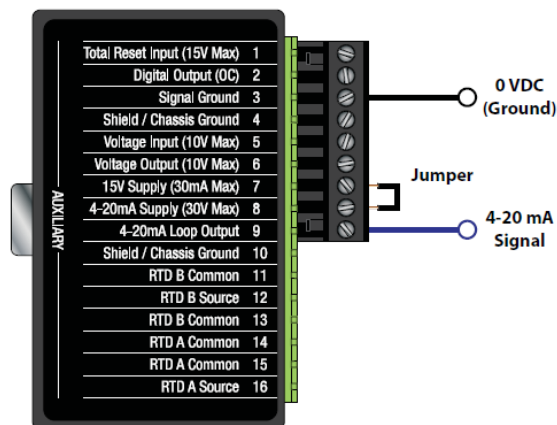 Total Reset Input (15V Max) 1
Digital Output (OC) 2
Signal Ground 3
Shield / Chassis Ground 4
Voltage Input (10V Max) 5
Voltage Output (10V Max) 6
15V Supply (30mA Max) 7
4-20mA Supply (30V Max) 8
4-20mA Loop Output 9
Shield / Chassis Ground 10
RTD B Common 11
RTD B Source 12
RTD B Common 13
RTD A Common 14
RTD A Common 15
RTD A Source 16
AUXILIARY
0 VDC
(Ground)
Jumper
4-20 mA
Signal